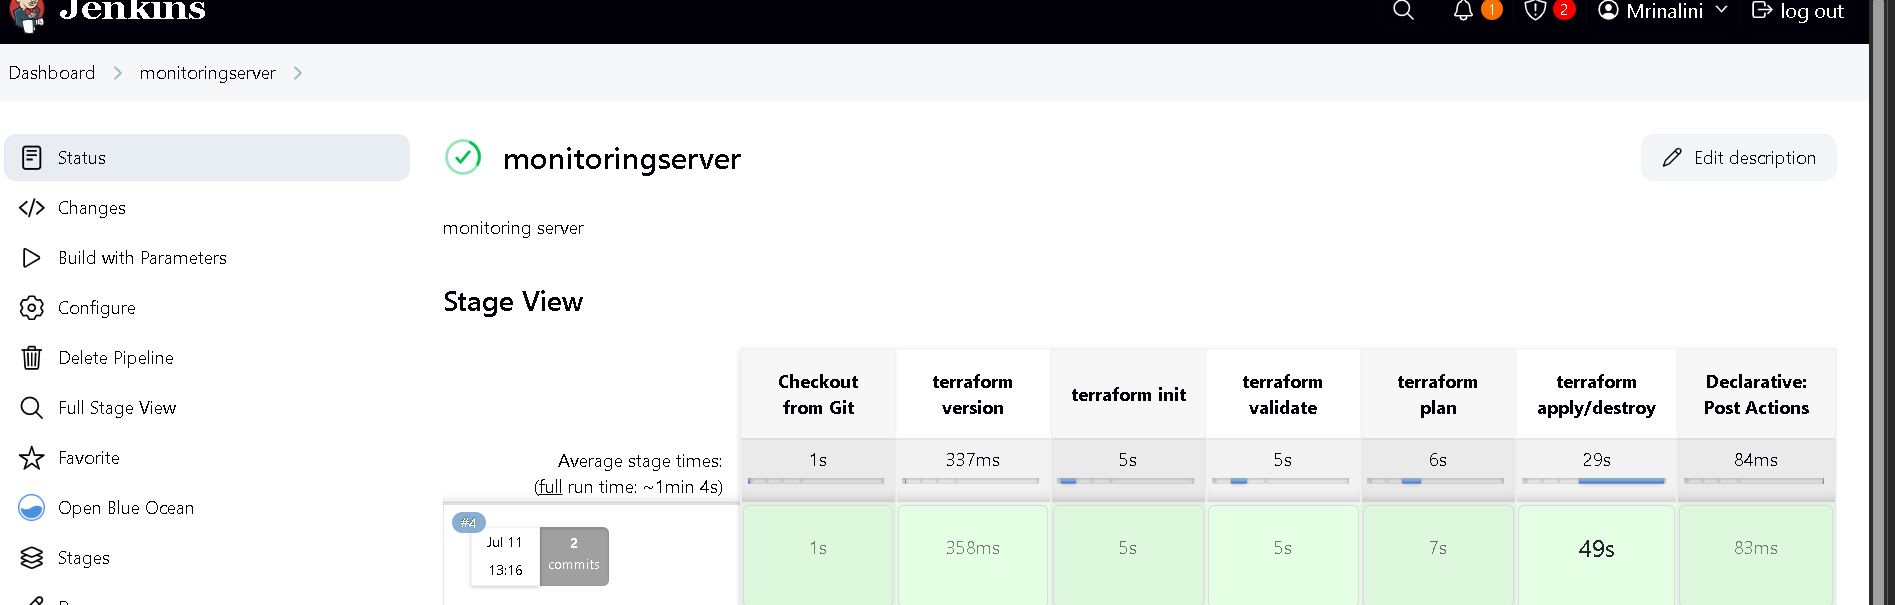 Jenkins
1
2
Mrinalini
log out
Dashboard
monitoringserver
Status
Changes
Build with Parameters
Configure
Delete Pipeline
Full Stage View
Favorite
Open Blue Ocean
Stages
monitoringserver
Edit description
monitoring server
Stage View
Checkout
from Git
terraform
version
terraform init
terraform
validate
terraform
plan
terraform
apply/destroy
Declarative:
Post Actions
Average stage times:
(full run time: ~1min 4s)
1s
337ms
5s
5s
6s
29s
84ms
#4
Jul 11
13:16
2
commits
1s
358ms
5s
5s
7s
49s
83ms